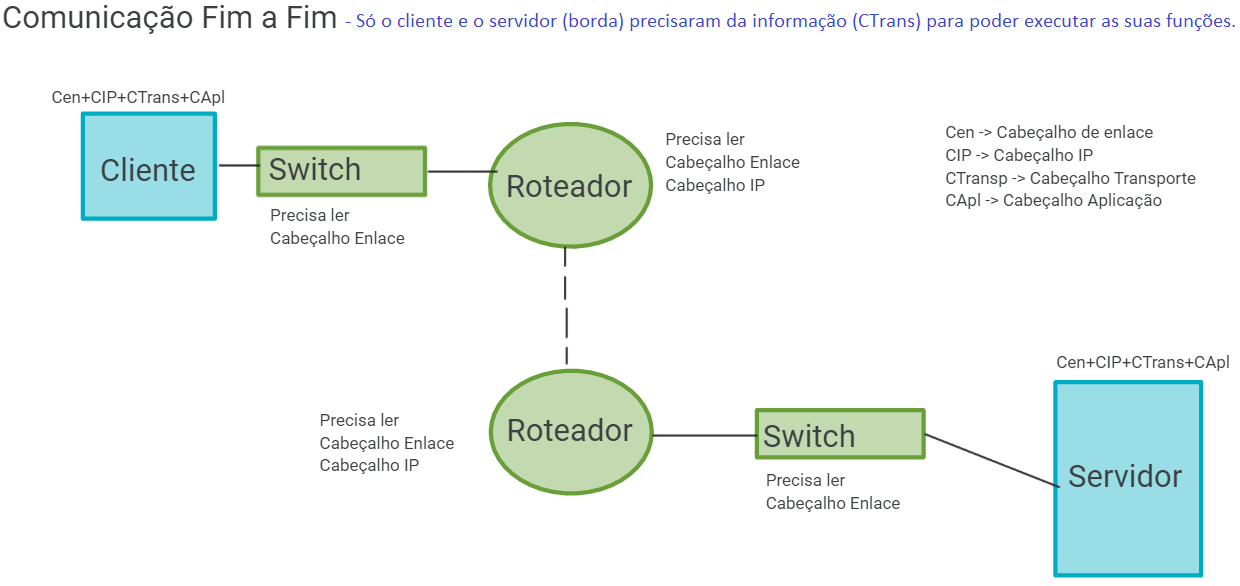 Comunicação Fim a Fim - Só o cliente e o servidor (borda) precisaram da informação (CTrans) para poder executar as suas funções.
Cen+CIP+CTrans+CApl
Cliente
Switch
Precisa ler
Cabeçalho Enlace
Roteador
Precisa ler
Cabeçalho Enlace
Cabeçalho IP
Cen -> Cabeçalho de enlace
CIP -> Cabeçalho IP
CTransp -> Cabeçalho Transporte
CApl -> Cabeçalho Aplicação
Precisa ler
Cabeçalho Enlace
Cabeçalho IP
Roteador
Switch
Precisa ler
Cabeçalho Enlace
Cen+CIP+CTrans+CApl
Servidor